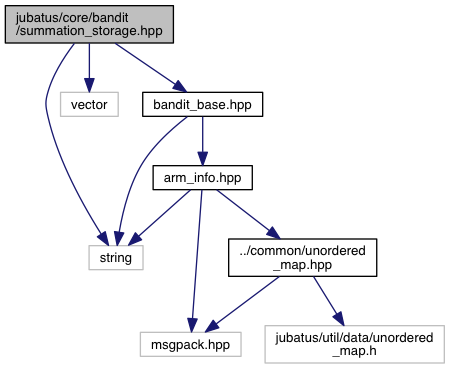 jubatus/core/bandit
/summation_storage.hpp
vector
bandit_base.hpp
arm_info.hpp
string
../common/unordered
_map.hpp
msgpack.hpp
jubatus/util/data/unordered
_map.h